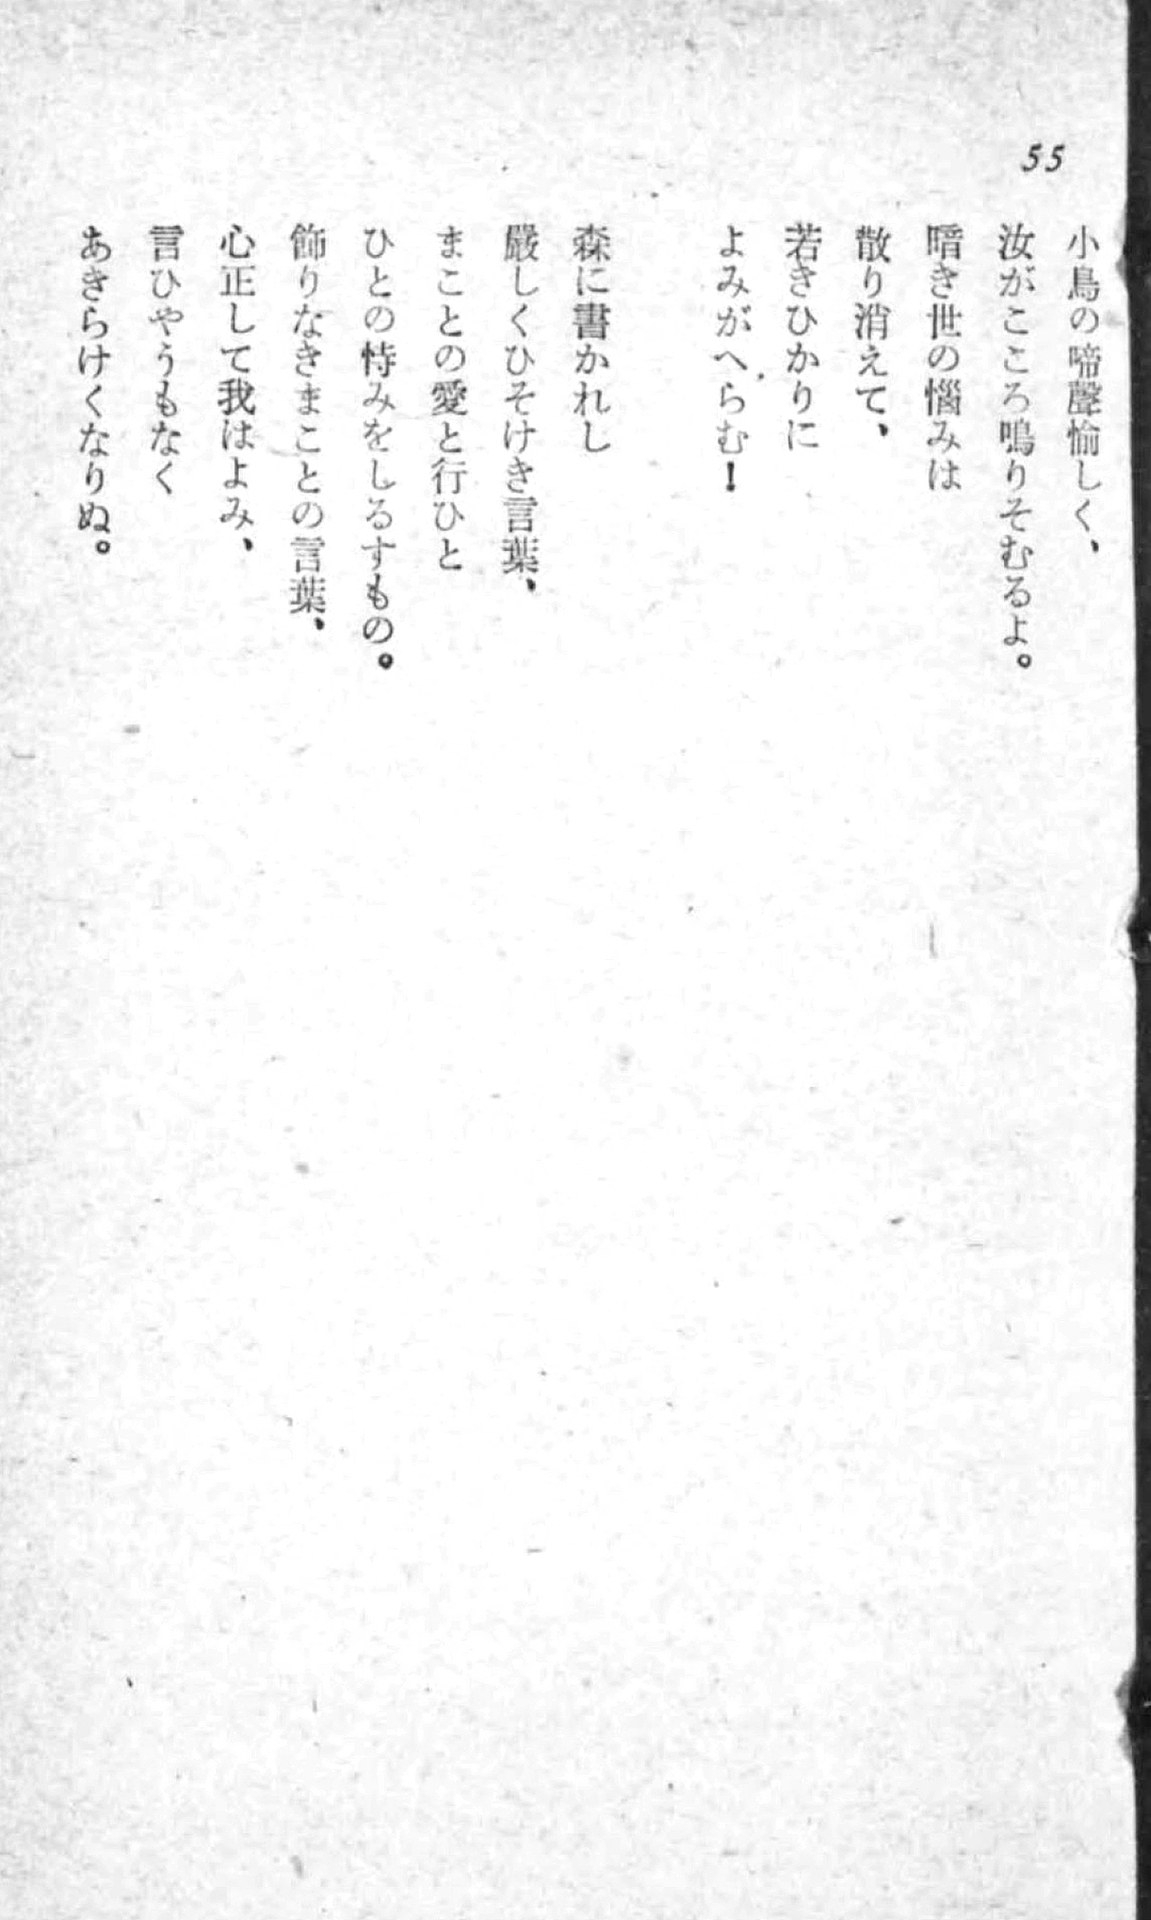 55
小鳥の啼聲愉しく、
汝がこころ鳴りそむるよ。
暗き世の惱みは
散り消えて、
若きひかりに
よみがへらむ！
森に書かれし
嚴しくひそけき言葉、
まことの愛と行ひと
ひとの恃みをしるすもの。
飾りなきまことの言葉、
心正して我はよみ、
言ひやうもなく
あきらけくなりぬ。